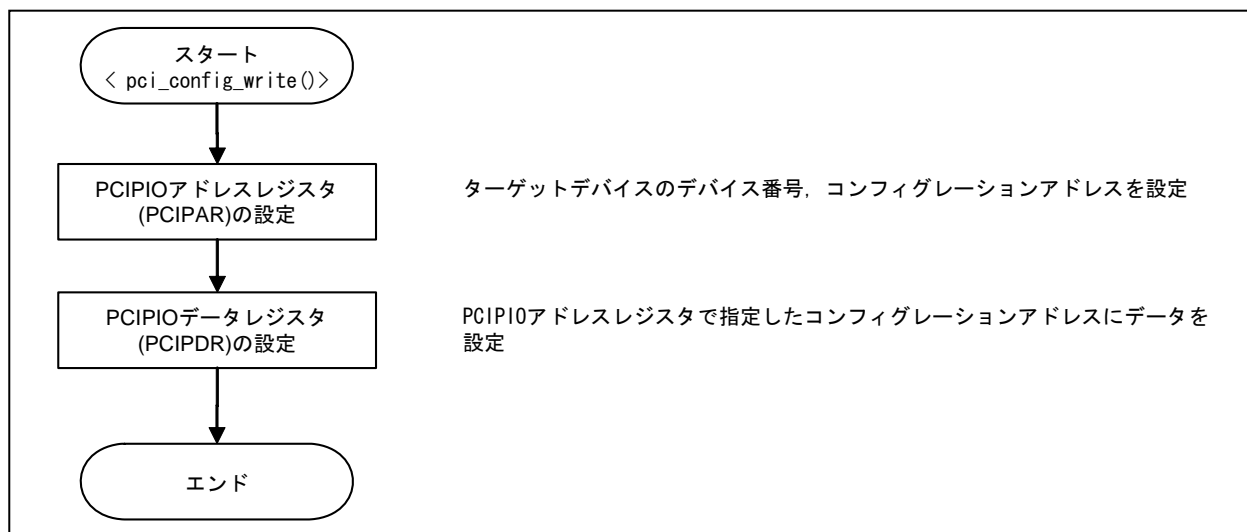 スタート
< pci_config_write()>
PCIPIOアドレスレジスタ
(PCIPAR)の設定
ターゲットデバイスのデバイス番号，コンフィグレーションアドレスを設定
PCIPIOデータレジスタ
(PCIPDR)の設定
PCIPIOアドレスレジスタで指定したコンフィグレーションアドレスにデータを
設定
エンド